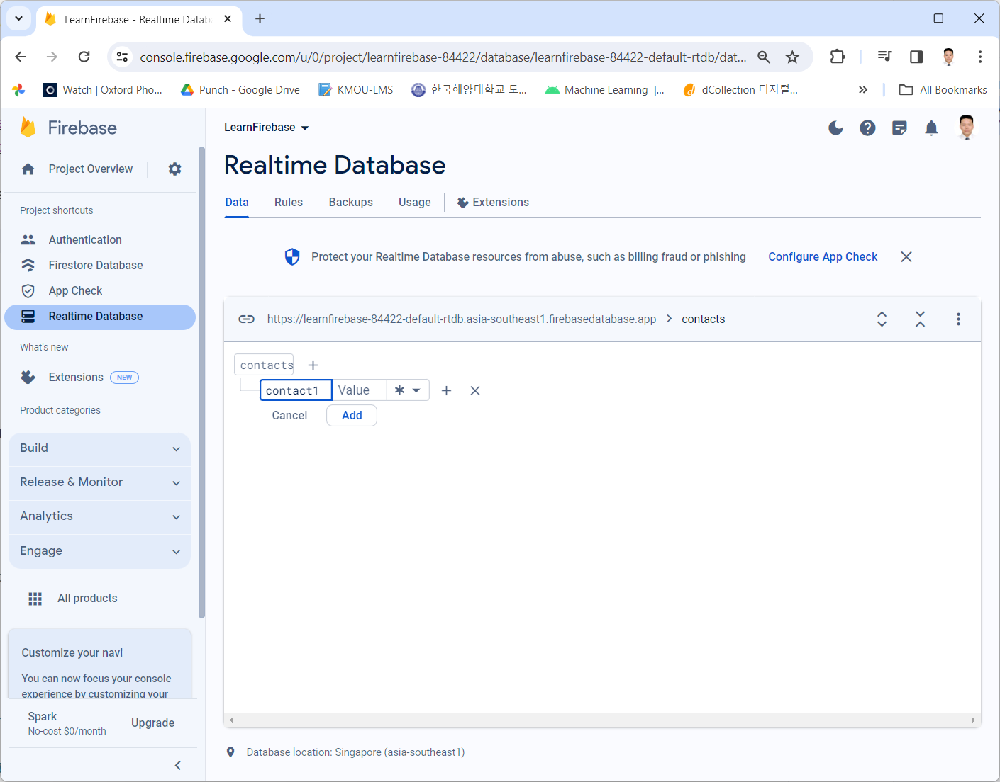 LearnFirebase - Realtime Datab
console.firebase.google.com/u/0/project/learnfirebase-84422/database/learnfirebase-84422-default-rtdb/dat...
Watch | Oxford Pho...
Punch - Google Drive
KMOU-LMS
한국해양대학교 도...
Machine Learning |...
dCollection 디지털...
All Bookmarks
Firebase
LearnFirebase
Realtime Database
Project Overview
Data
Rules
Backups
Usage
Extensions
Project shortcuts
Authentication
Firestore Database
App Check
Realtime Database
What's new
Extensions NEW
Product categories
Build
Release & Monitor
Analytics
Engage
All products
Customize your nav!
You can now focus your console
experience by customizing your
Spark
No-cost $0/month
Upgrade
Protect your Realtime Database resources from abuse, such as billing fraud or phishing
Configure App Check
https://learnfirebase-84422-default-rtdb.asia-southeast1.firebasedatabase.app
contacts
contacts
contact1
Value
Cancel
Add
Database location: Singapore (asia-southeast1)